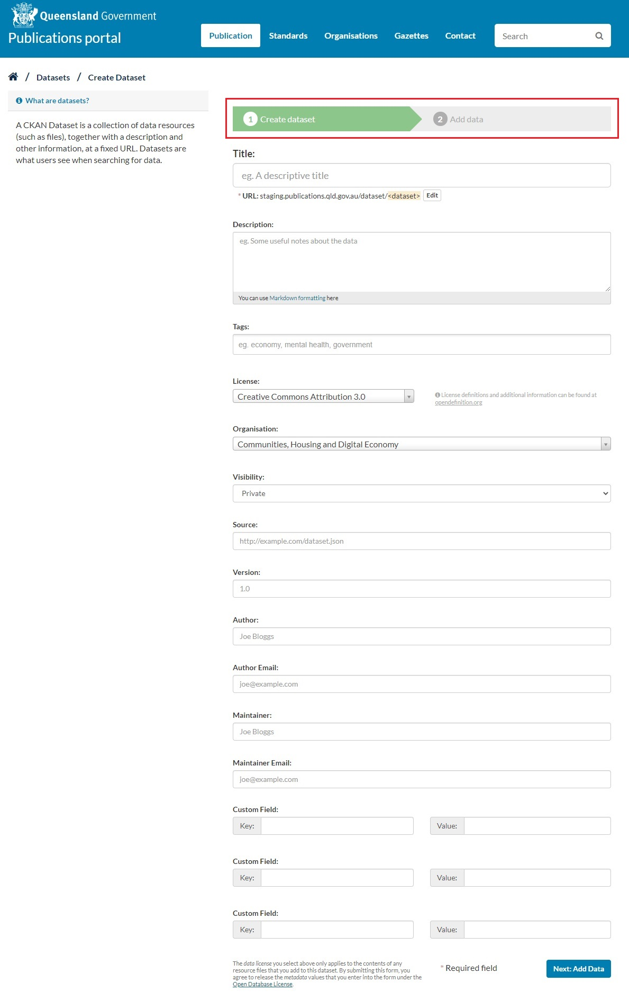 Queensland Government
Publications portal
Publication Standards Organisations Gazettes Contact Search
/ Datasets / Create Dataset
What are datasets?
A CKAN Dataset is a collection of data resources
(such as files), together with a description and
other information, at a fixed URL. Datasets are
what users see when searching for data.
1 Create dataset 2 Add data
Title:
eg. A descriptive title
* URL: staging.publications.qld.gov.au/dataset/<dataset> Edit
Description:
eg. Some useful notes about the data
You can use Markdown formatting here
Tags:
eg. economy, mental health, government
License:
Creative Commons Attribution 3.0
License definitions and additional information can be found at
opendefinition.org
Organisation:
Communities, Housing and Digital Economy
Visibility:
Private
Source:
http://example.com/dataset.json
Version:
1.0
Author:
Joe Bloggs
Author Email:
joe@example.com
Maintainer:
Joe Bloggs
Maintainer Email:
joe@example.com
Custom Field:
Key: Value:
Custom Field:
Key: Value:
Custom Field:
Key: Value:
The data license you select above only applies to the contents of any
resource files that you add to this dataset. By submitting this form, you
agree to release the metadata values that you enter into the form under the
Open Database License.
* Required field
Next: Add Data